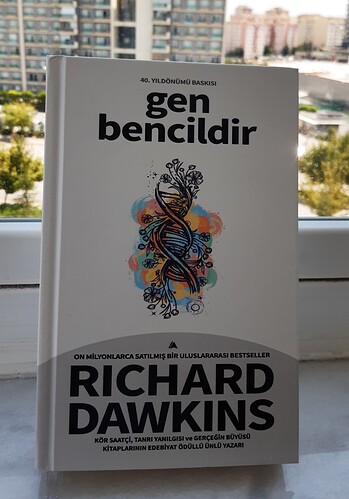 40. YILDÖNÜMÜ BASKISI
gen
bencildir
ON MİLYONLARCA SATILMIŞ BİR ULUSLARARASI BESTSELLER
RICHARD
DAWKINS
KÖR SAATÇİ, TANRI YANILGISI ve GERÇEĞİN BÜYÜSÜ
KİTAPLARININ EDEBİYAT ÖDÜLLÜ ÜNLÜ YAZARI